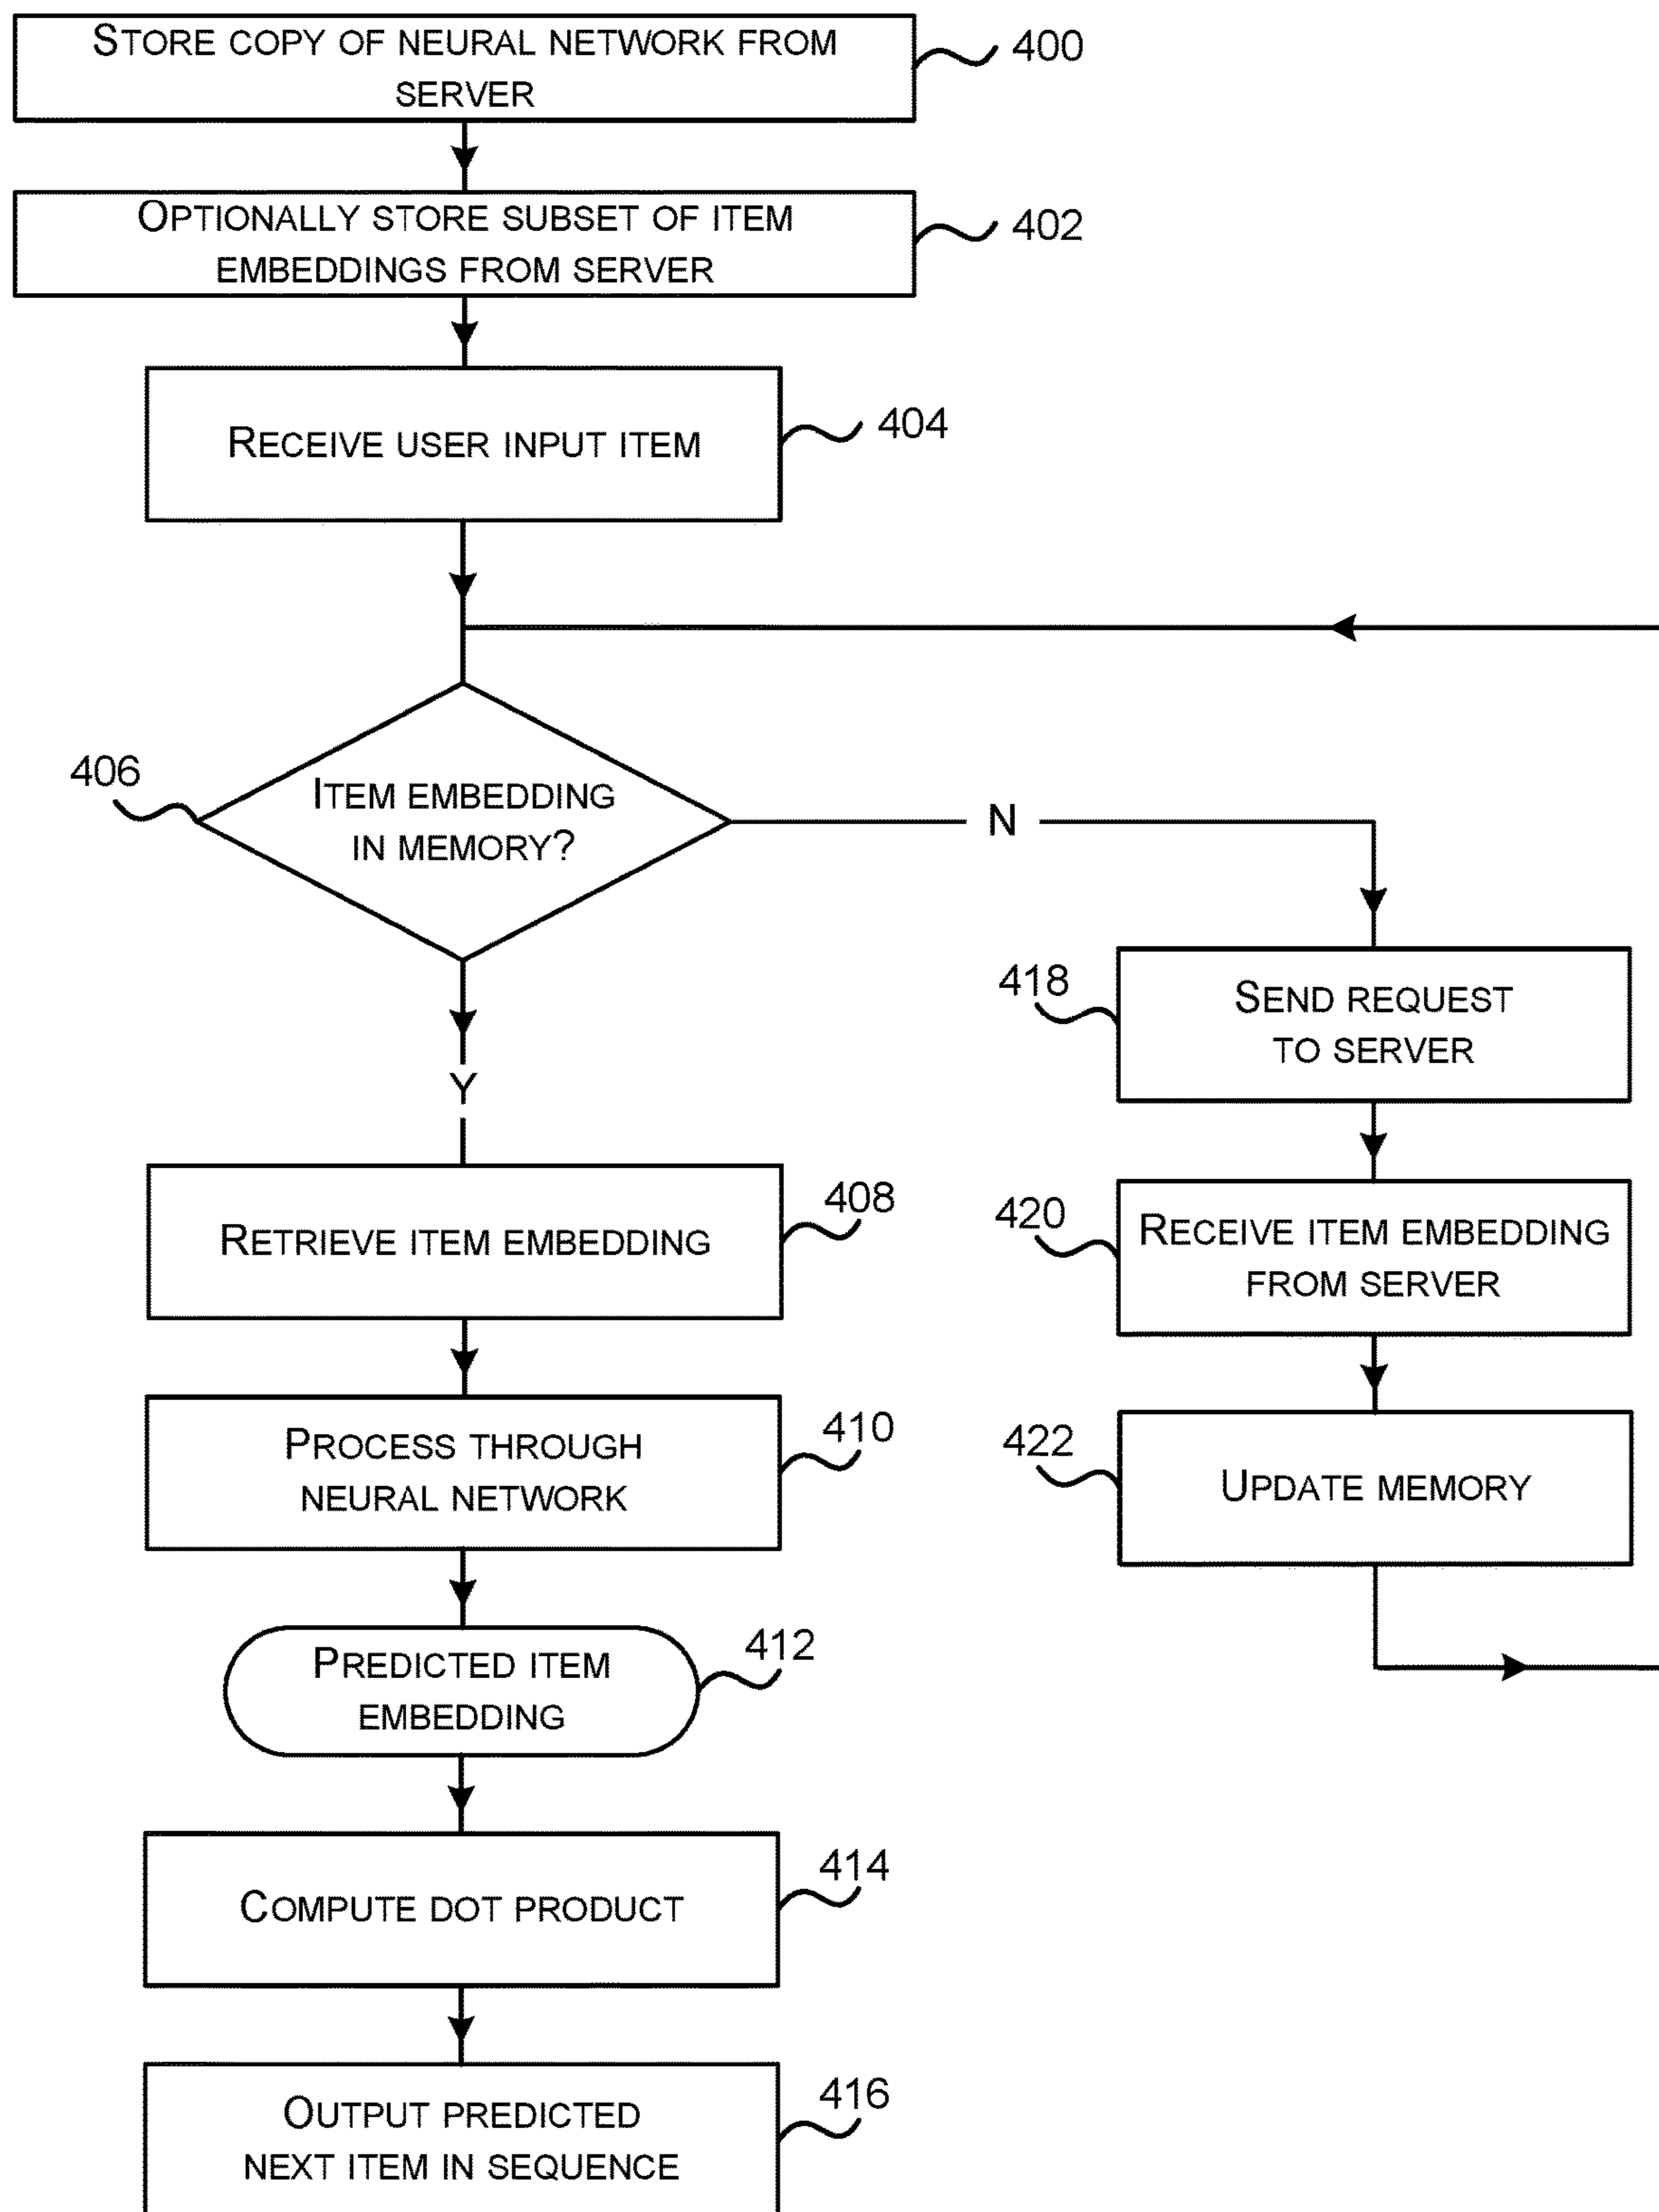 STORE COPY OF NEURAL NETWORK FROM
SERVER
400
OPTIONALLY STORE SUBSET OF ITEM
EMBEDDINGS FROM SERVER
402
RECEIVE USER INPUT ITEM
404
406
ITEM EMBEDDING
IN MEMORY?
N
Y
418
SEND REQUEST
TO SERVER
408
RETRIEVE ITEM EMBEDDING
420
RECEIVE ITEM EMBEDDING
FROM SERVER
410
PROCESS THROUGH
NEURAL NETWORK
422
UPDATE MEMORY
412
PREDICTED ITEM
EMBEDDING
414
COMPUTE DOT PRODUCT
416
OUTPUT PREDICTED
NEXT ITEM IN SEQUENCE